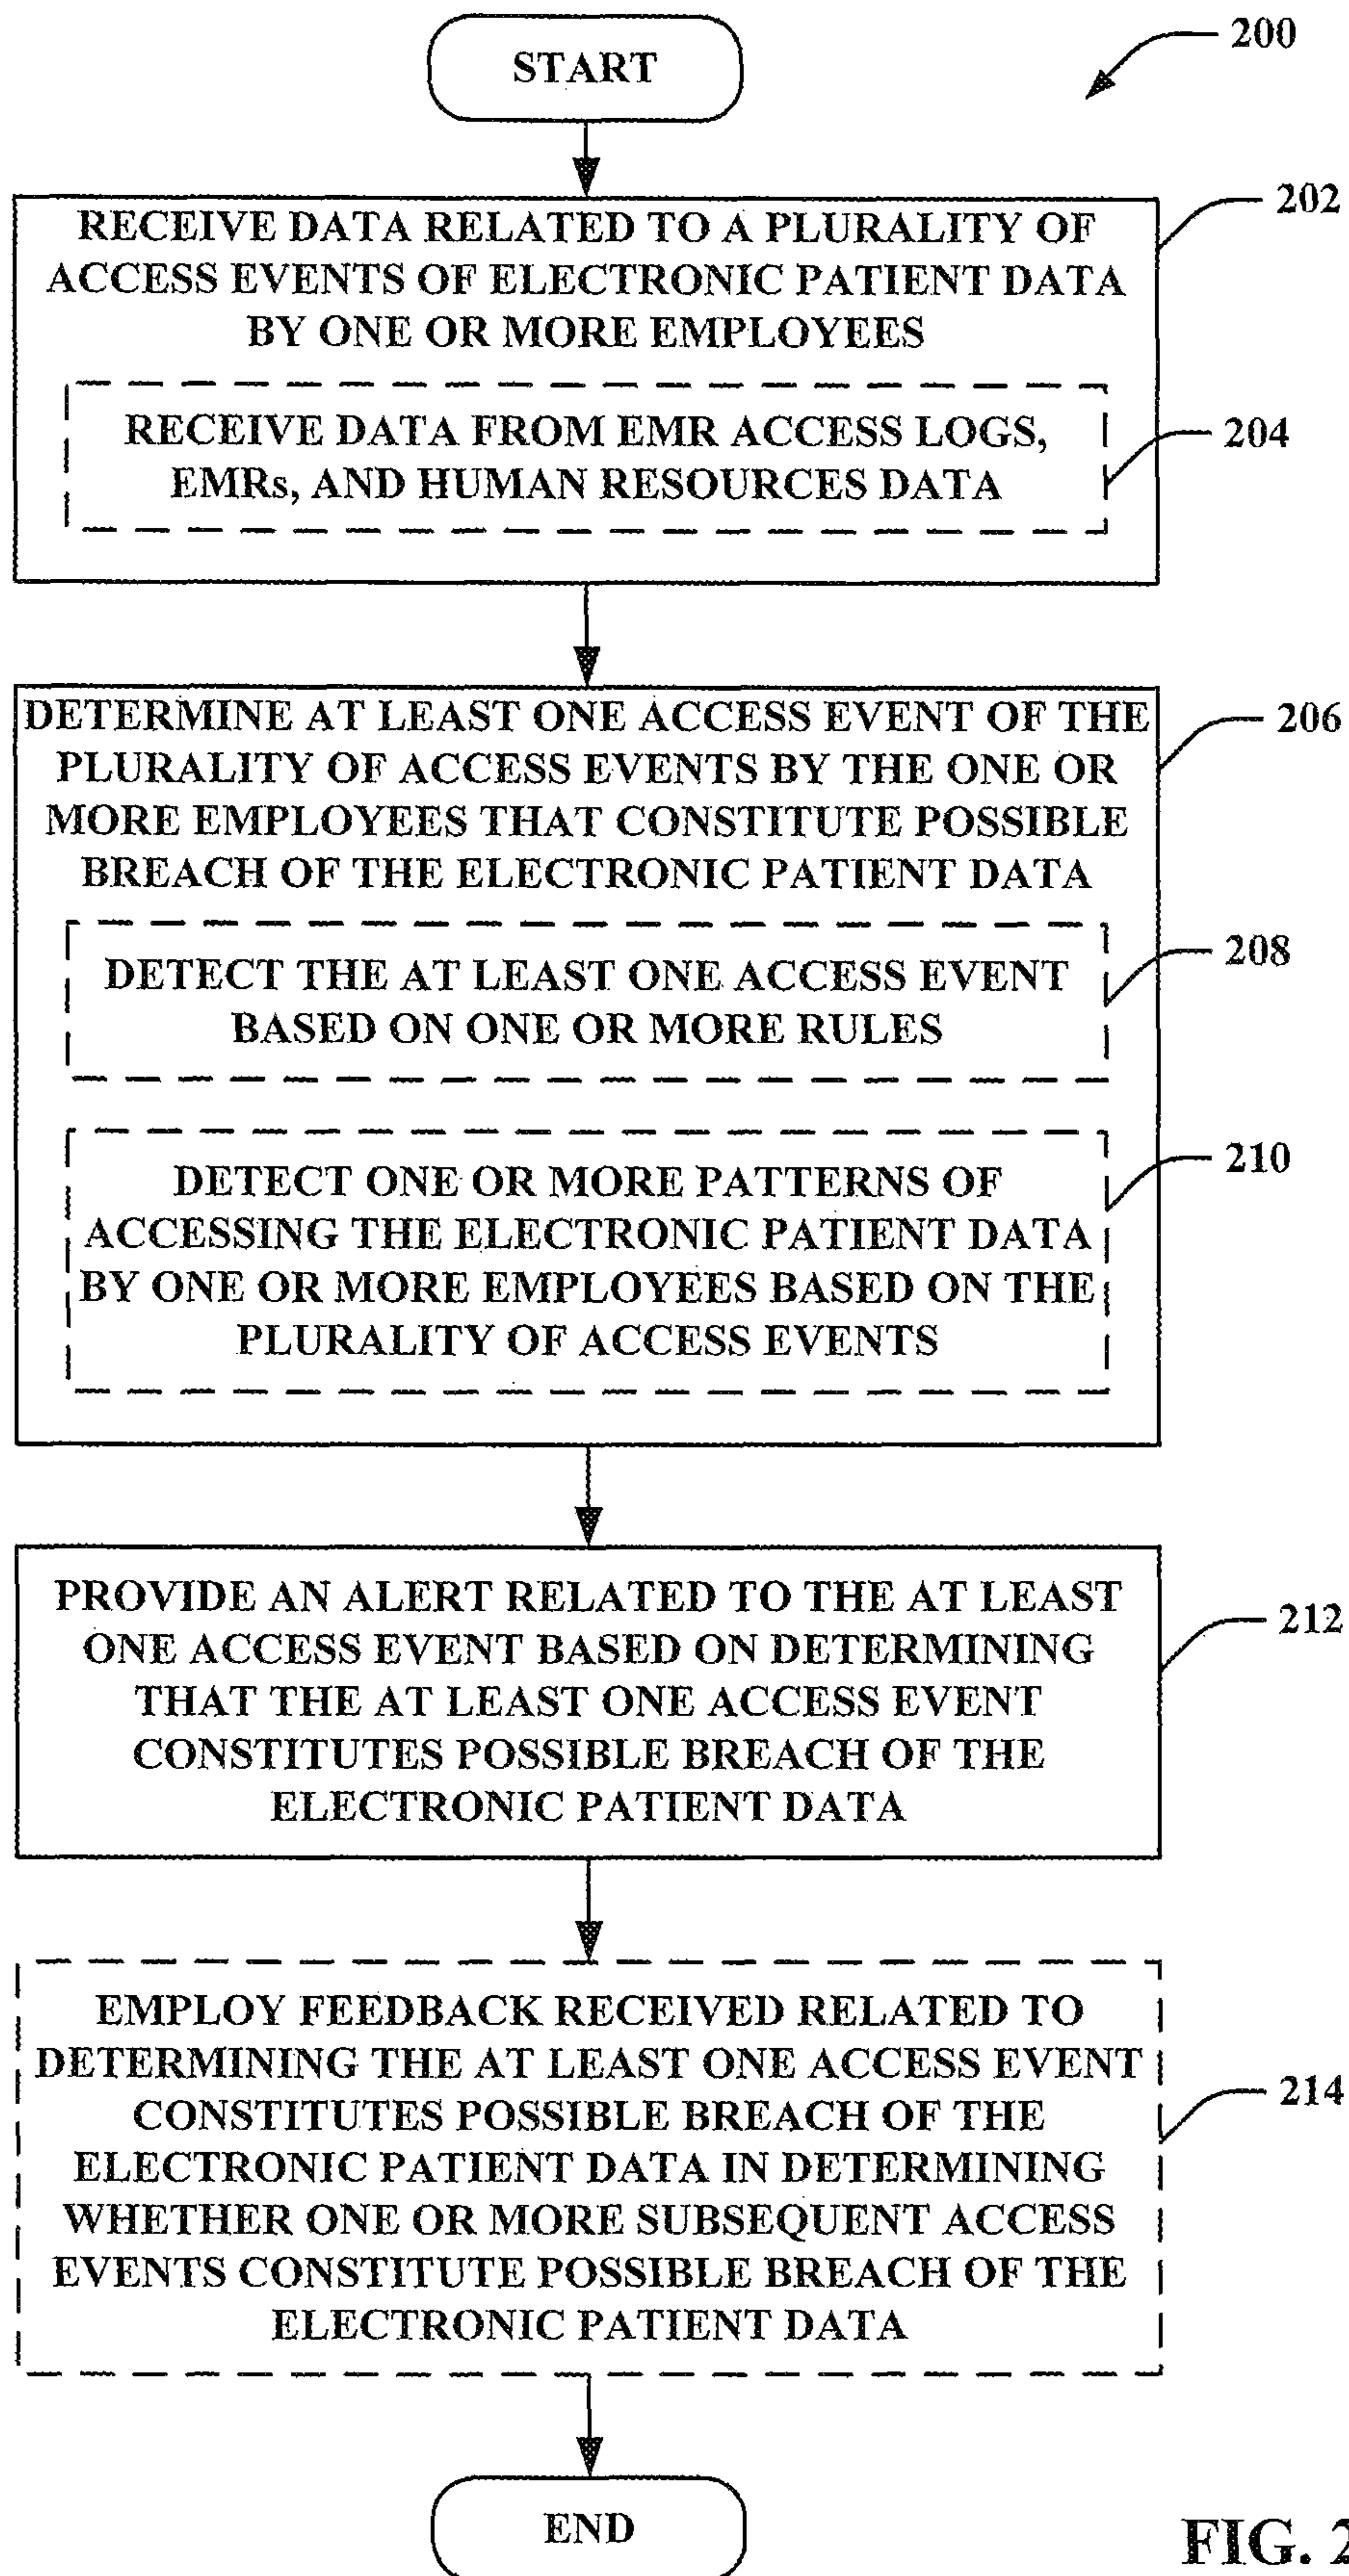 START
200
202
RECEIVE DATA RELATED TO A PLURALITY OF
ACCESS EVENTS OF ELECTRONIC PATIENT DATA
BY ONE OR MORE EMPLOYEES
RECEIVE DATA FROM EMR ACCESS LOGS,
EMRs, AND HUMAN RESOURCES DATA
204
DETERMINE AT LEAST ONE ACCESS EVENT OF THE
PLURALITY OF ACCESS EVENTS BY THE ONE OR
MORE EMPLOYEES THAT CONSTITUTE POSSIBLE
BREACH OF THE ELECTRONIC PATIENT DATA
206
DETECT THE AT LEAST ONE ACCESS EVENT
BASED ON ONE OR MORE RULES
208
DETECT ONE OR MORE PATTERNS OF
ACCESSING THE ELECTRONIC PATIENT DATA
BY ONE OR MORE EMPLOYEES BASED ON THE
PLURALITY OF ACCESS EVENTS
210
PROVIDE AN ALERT RELATED TO THE AT LEAST
ONE ACCESS EVENT BASED ON DETERMINING
THAT THE AT LEAST ONE ACCESS EVENT
CONSTITUTES POSSIBLE BREACH OF THE
ELECTRONIC PATIENT DATA
212
EMPLOY FEEDBACK RECEIVED RELATED TO
DETERMINING THE AT LEAST ONE ACCESS EVENT
CONSTITUTES POSSIBLE BREACH OF THE
ELECTRONIC PATIENT DATA IN DETERMINING
WHETHER ONE OR MORE SUBSEQUENT ACCESS
EVENTS CONSTITUTE POSSIBLE BREACH OF THE
ELECTRONIC PATIENT DATA
214
END
FIG. 2